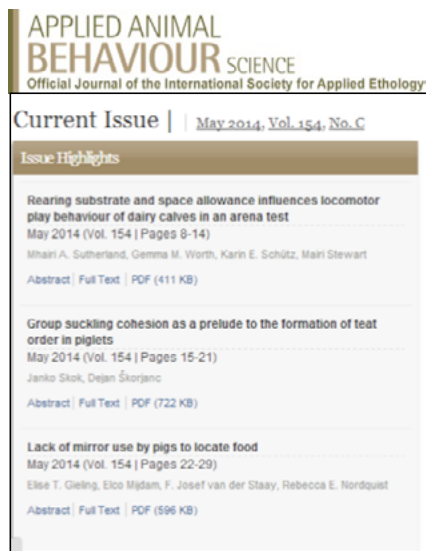 APPLIED ANIMAL
BEHAVIOUR SCIENCE
Official Journal of the International Society for Applied Ethology
Current Issue | May 2014, Vol. 154, No. C
Issue Highlights
Rearing substrate and space allowance influences locomotor
play behaviour of dairy calves in an arena test
May 2014 (Vol. 154 | Pages 8-14)
Mhairi A. Sutherland, Gemma M. Worth, Karin E. Schütz, Mairi Stewart
Abstract | Full Text | PDF (411 KB)
Group suckling cohesion as a prelude to the formation of teat
order in piglets
May 2014 (Vol. 154 | Pages 15-21)
Janko Skok, Dejan Škorjanc
Abstract | Full Text | PDF (722 KB)
Lack of mirror use by pigs to locate food
May 2014 (Vol. 154 | Pages 22-29)
Elise T. Gieling, Elco Mijdam, F. Josef van der Staay, Rebecca E. Nordquist
Abstract | Full Text | PDF (596 KB)